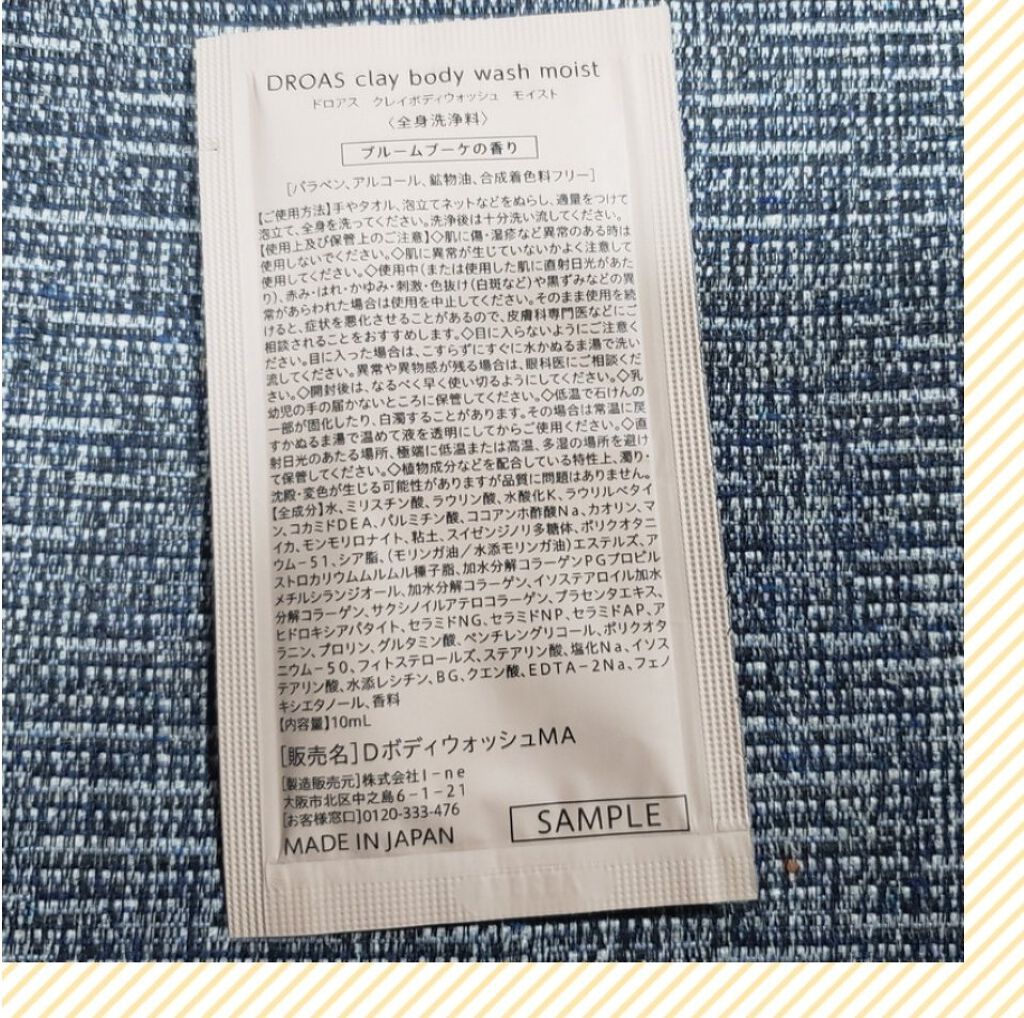 DROAS clay body wash moist
ドロアス クレイボディウォッシュ モイスト
〈全身洗浄料〉
ブルームブーケの香り
[パラベン、アルコール、鉱物油、合成着色料フリー]
【ご使用方法】手やタオル、泡立てネットなどをぬらし、適量をつけて
泡立て、全身を洗ってください。洗浄後は十分洗い流してください。
【使用上及び保管上のご注意】◇肌に傷・湿疹など異常のある時は
使用しないでください。◇肌に異常が生じていないかよく注意して
使用してください。◇使用中(または使用した肌に直射日光があた
り)、赤み・はれ・かゆみ・刺激・色抜け(白斑など)や黒ずみなどの異
常があらわれた場合は使用を中止してください。そのまま使用を続
けると、症状を悪化させることがあるので、皮膚科専門医などにご
相談されることをおすすめします。◇目に入らないようにご注意く
ださい。目に入った場合は、こすらずにすぐに水かぬるま湯で洗い
流してください。異常や異物感が残る場合は、眼科医にご相談くだ
さい。◇開封後は、なるべく早く使い切るようにしてください。◇乳
幼児の手の届かないところに保管してください。◇低温で石けんの
一部が固化したり、白濁することがあります。その場合は常温に戻
すかぬるま湯で温めて液を透明にしてからご使用ください。◇直
射日光のあたる場所、極端に低温または高温、多湿の場所を避け
て保管してください。◇植物成分などを配合している特性上、濁り・
沈殿・変色が生じる可能性がありますが品質に問題はありません。
【全成分】水、ミリスチン酸、ラウリン酸、水酸化K、ラウリルベタイ
ン、コカミドDEA、パルミチン酸、ココアンホ酢酸Na、カオリン、マ
イカ、モンモリロナイト、粘土、スイゼンジノリ多糖体、ポリクオタニ
ウム-51、シア脂、(モリンガ油/水添モリンガ油)エステルズ、ア
ストロカリウムムルムル種子脂、加水分解コラーゲンPGプロピル
メチルシランジオール、加水分解コラーゲン、イソステアロイル加水
分解コラーゲン、サクシノイルアテロコラーゲン、プラセンタエキス、
ヒドロキシアパタイト、セラミドNG、セラミドNP、セラミドAP、ア
ラニン、プロリン、グルタミン酸、ペンチレングリコール、ポリクオタ
ニウム-50、フィトステロールズ、ステアリン酸、塩化Na、イソス
テアリン酸、水添レシチン、BG、クエン酸、EDTA-2Na、フェノ
キシエタノール、香料
【内容量】10mL
[販売名]DボディウォッシュMA
[製造販売元]株式会社I-ne
大阪市北区中之島6-1-21
[お客様窓口]0120-333-476
MADE IN JAPAN
SAMPLE